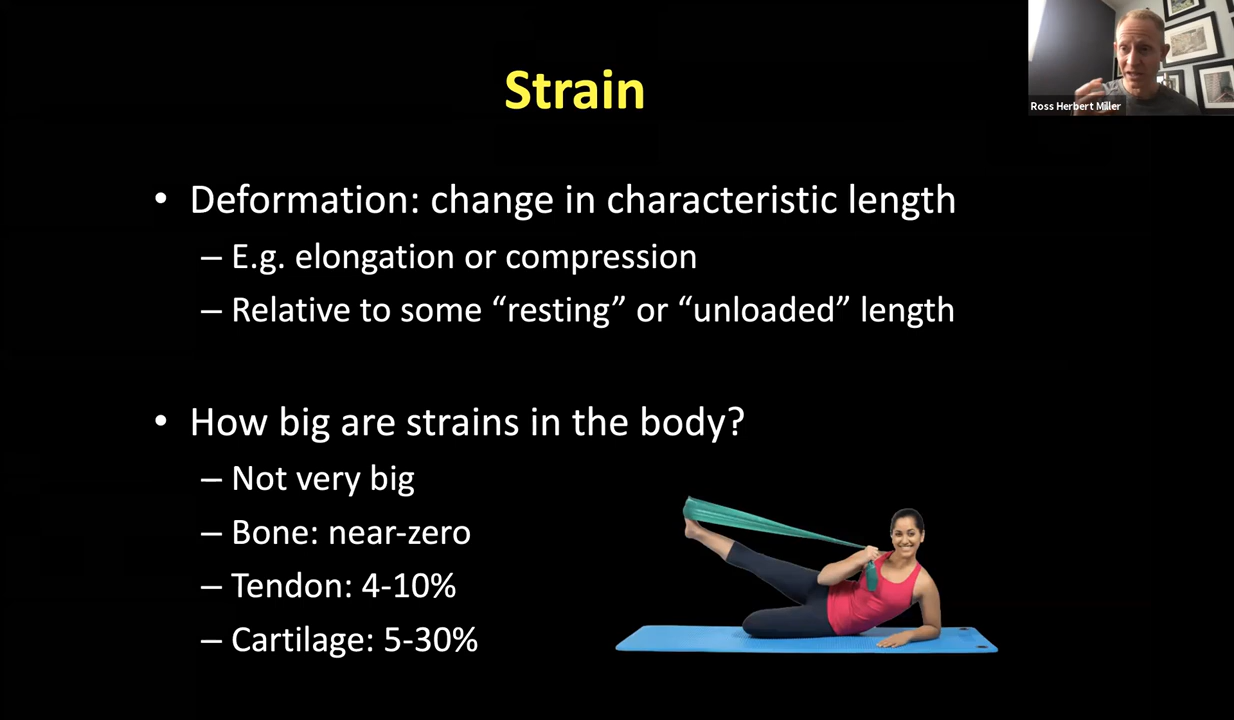 Strain
Ross Herbert Miller
• Deformation: change in characteristic length
– E.g. elongation or compression
– Relative to some “resting” or “unloaded” length
• How big are strains in the body?
– Not very big
– Bone: near-zero
– Tendon: 4-10%
– Cartilage: 5-30%